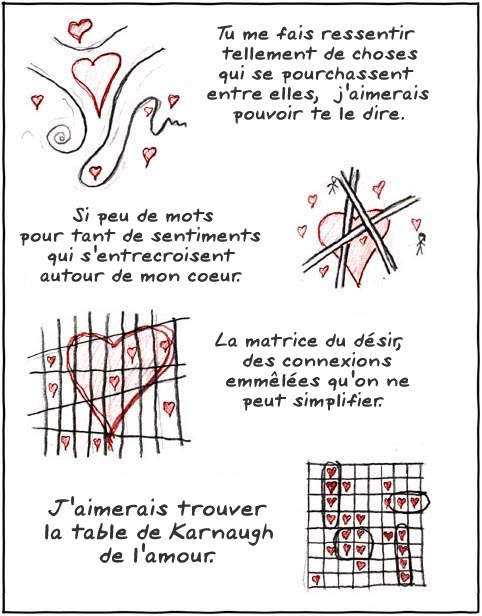 Tu me fais ressentir
tellement de choses
qui se pourchassent
entre elles, j'aimerais
pouvoir te le dire.
Si peu de mots
pour tant de sentiments
qui s'entrecroisent
autour de mon coeur.
La matrice du désir,
des connexions
emmêlées qu'on ne
peut simplifier.
J'aimerais trouver
la table de Karnaugh
de l'amour.